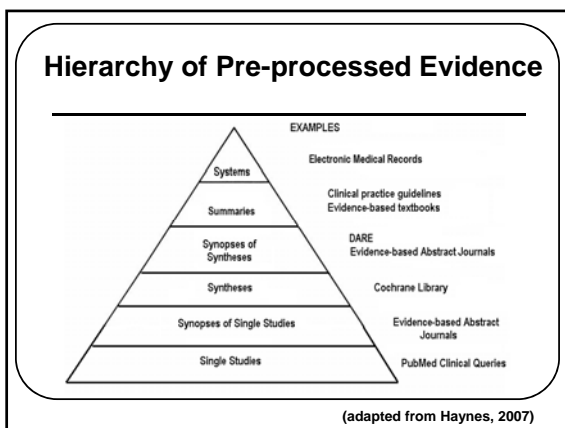 Hierarchy of Pre-processed Evidence
EXAMPLES
Systems
Electronic Medical Records
Summaries
Clinical practice guidelines
Evidence-based textbooks
Synopses of
Syntheses
DARE
Evidence-based Abstract Journals
Syntheses
Cochrane Library
Synopses of Single Studies
Evidence-based Abstract
Journals
Single Studies
PubMed Clinical Queries
(adapted from Haynes, 2007)